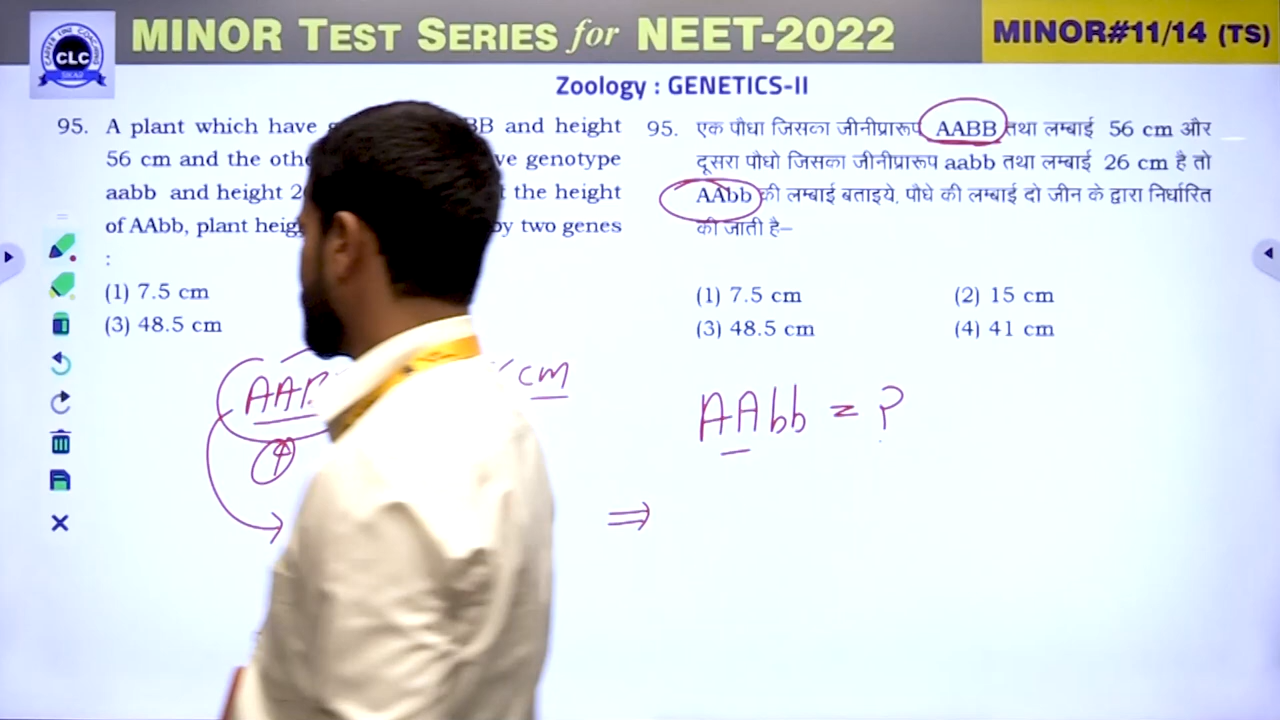 MINOR TEST SERIES for NEET-2022
MINOR#11/14 (TS)
CAREER LINE COACHING
CLC
SIKAR
Zoology : GENETICS-II
95. A plant which have BB and height
56 cm and the genotype
aabb and height the height
of AAbb, plant by two genes
:
(1) 7.5 cm
(3) 48.5 cm
95. एक पौधा जिसका जीनीप्रारूप AABB तथा लम्बाई 56 cm और
दूसरा पौधो जिसका जीनीप्रारूप aabb तथा लम्बाई 26 cm है तो
AAbb की लम्बाई बताइये, पौधे की लम्बाई दो जीन के द्वारा निर्धारित
की जाती है–
(1) 7.5 cm (2) 15 cm
(3) 48.5 cm (4) 41 cm
cm
AAbb = ?
⇒